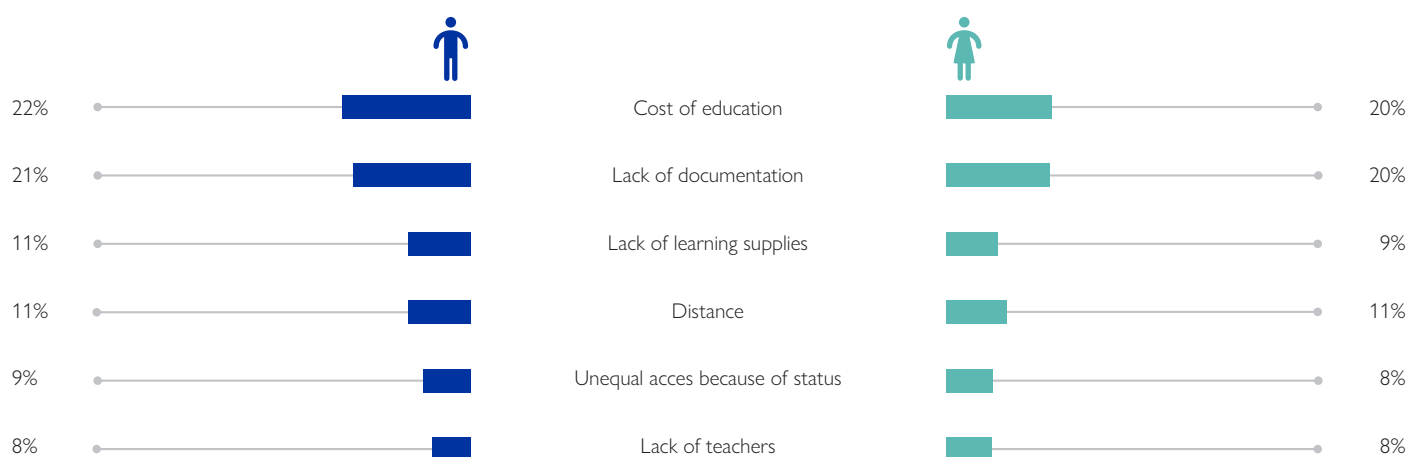 22% Cost of education 20%
21% Lack of documentation 20%
11% Lack of learning supplies 9%
11% Distance 11%
9% Unequal acces because of status 8%
8% Lack of teachers 8%